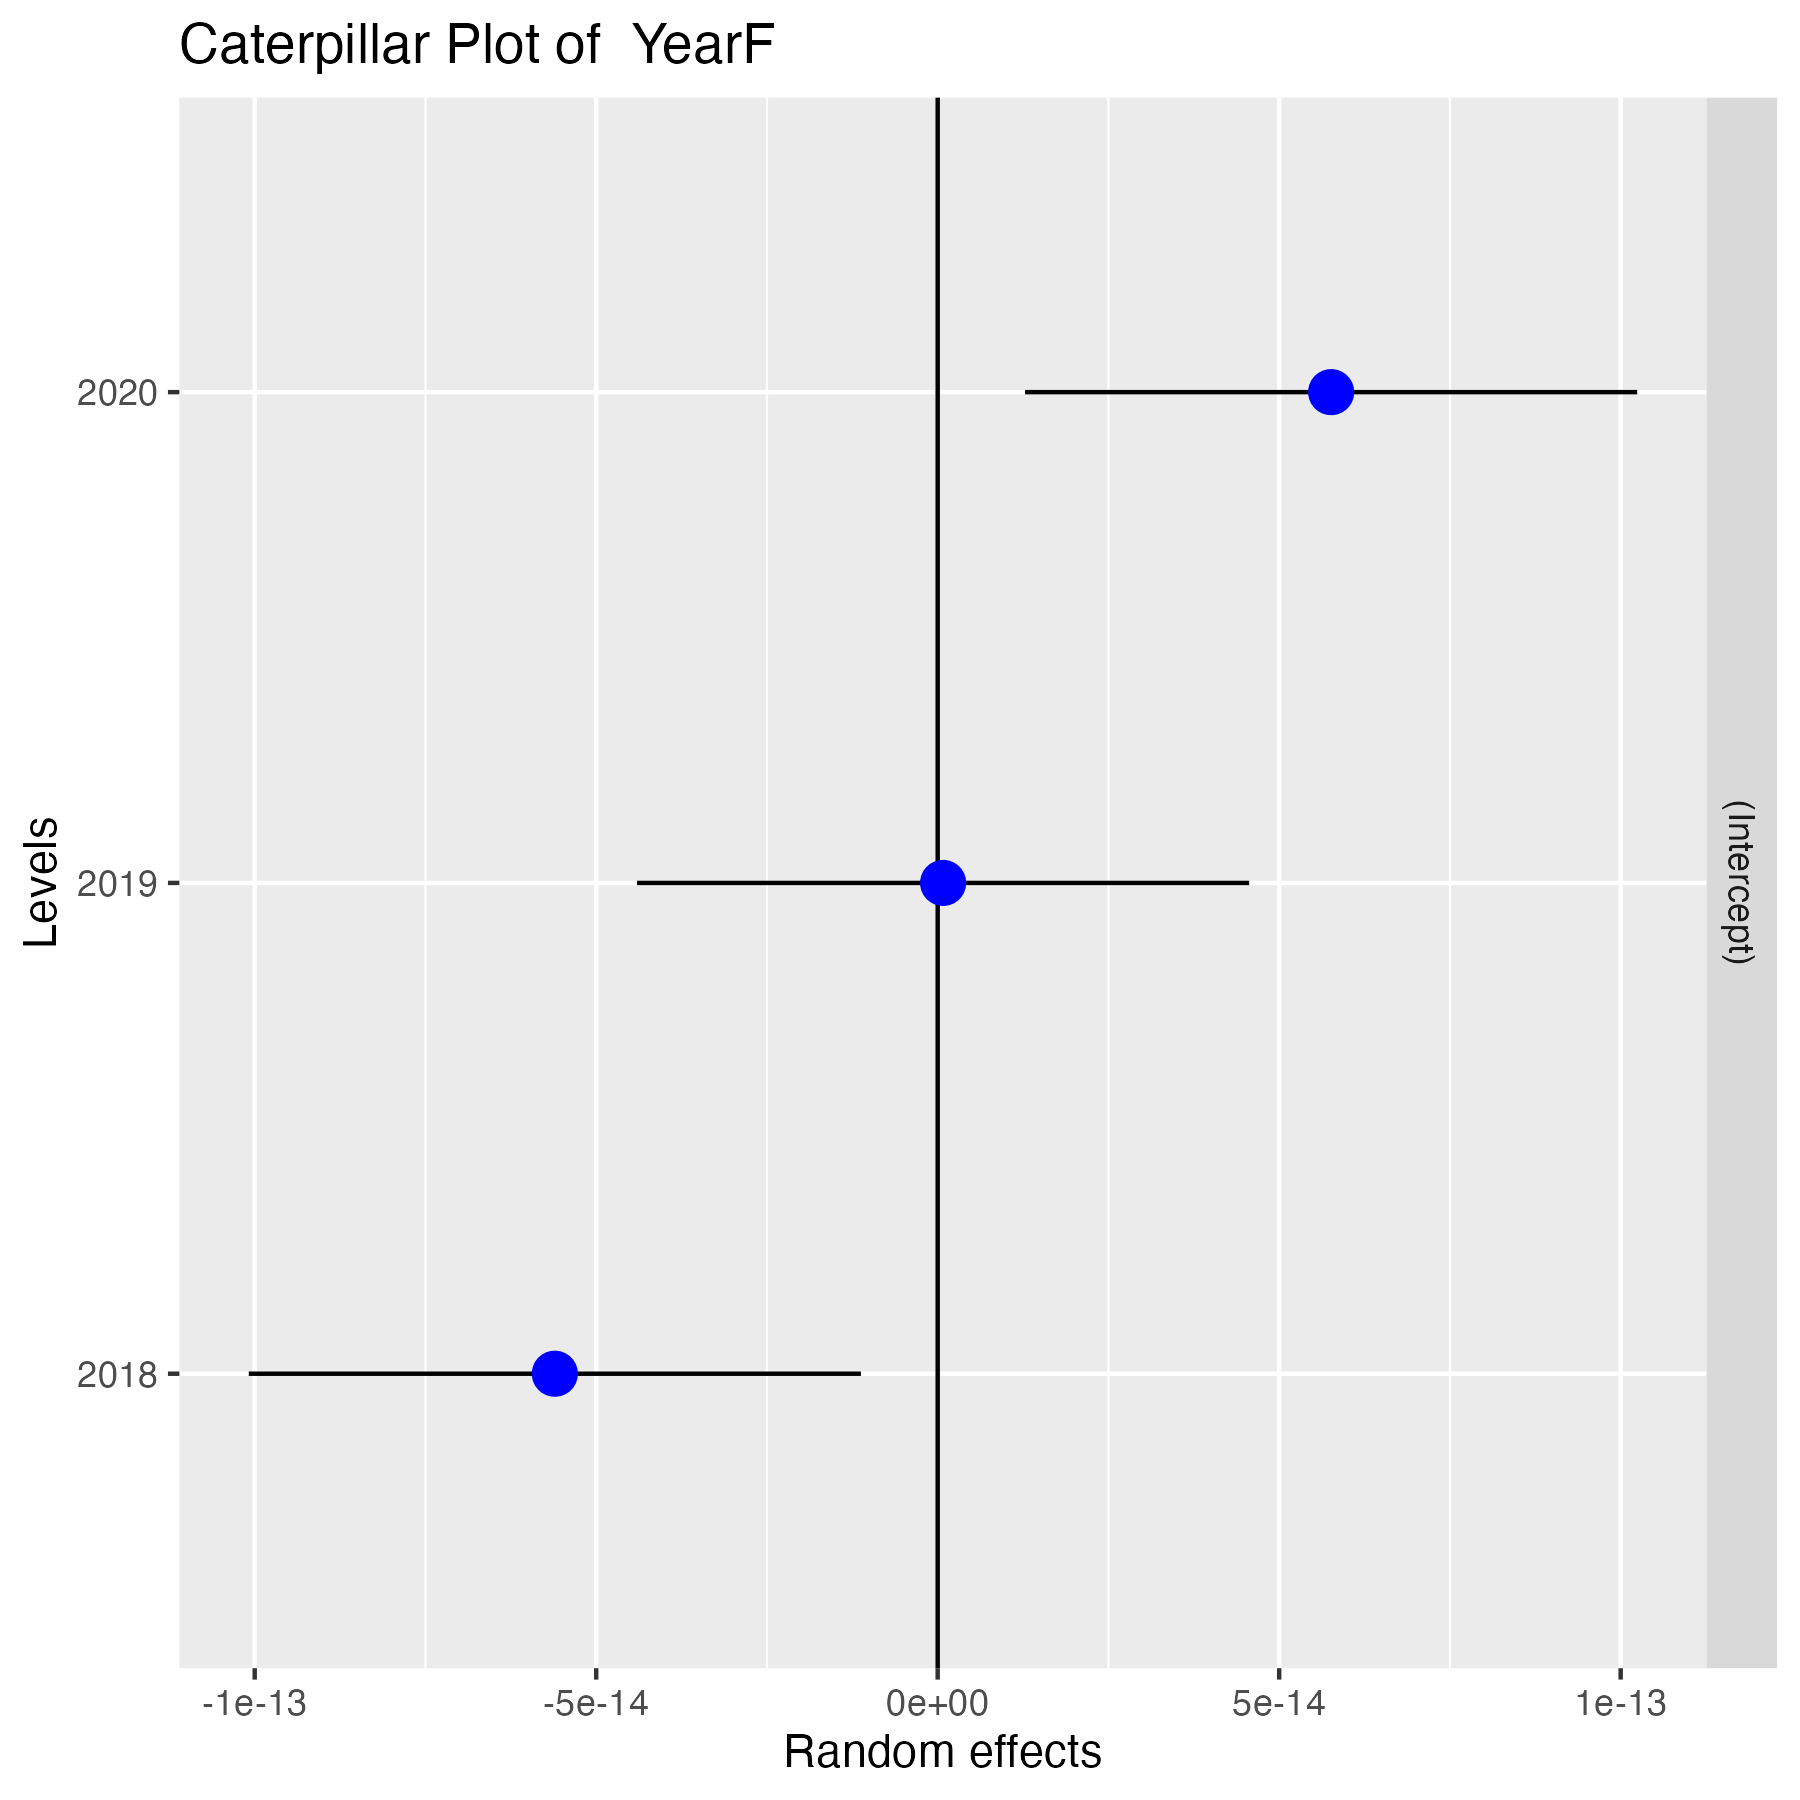 Caterpillar Plot of  YearF
2020
2019
2018
Levels
(Intercept)
-1e-13
-5e-14
0e+00
5e-14
1e-13
Random effects